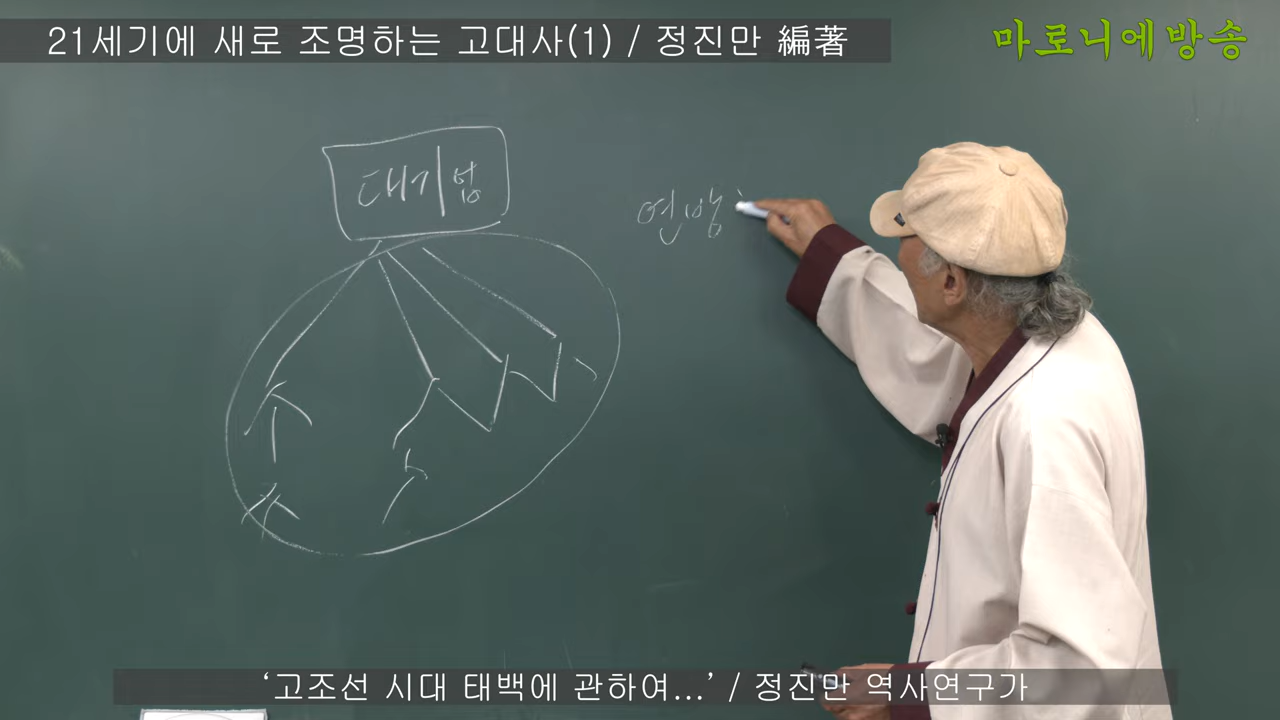 21세기에 새로 조명하는 고대사(1) / 정진만 編著
마로니에방송
대기법
연방
'고조선 시대 태백에 관하여...' / 정진만 역사연구가